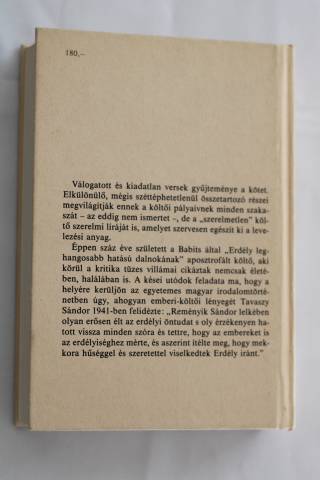 180,–
Válogatott és kiadatlan versek gyűjteménye a kötet.
Elkülönülő, mégis széttéphetetlenül összetartozó részei
megvilágítják ennek a költői pályaívnek minden szaka-
szát – az eddig nem ismertet –, de a „szerelmetlen" köl-
tő szerelmi líráját is, amelyet szervesen egészít ki a leve-
lezési anyag.
Éppen száz éve született a Babits által „Erdély leg-
hangosabb hatású dalnokának" aposztrofált költő, aki
körül a kritika tüzes villámai cikáztak nemcsak életé-
ben, halálában is. A kései utódok feladata ma, hogy a
helyére kerüljön az egyetemes magyar irodalomtörté-
netben úgy, ahogyan emberi-költői lényegét Tavaszy
Sándor 1941-ben felidézte: „Reményik Sándor lelkében
olyan erősen élt az erdélyi öntudat s oly érzékenyen ha-
tott vissza minden szóra és tettre, hogy az embereket is
az erdélyiséghez mérte, és aszerint ítélte meg, hogy mek-
kora hűséggel és szeretettel viselkedtek Erdély iránt."